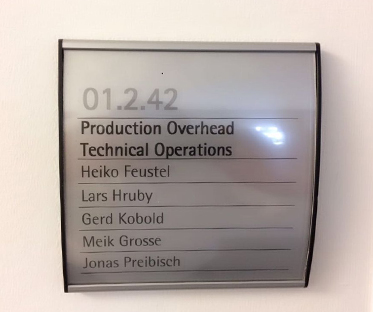 01.2.42
Production Overhead
Technical Operations
Heiko Feustel
Lars Hruby
Gerd Kobold
Meik Grosse
Jonas Preibisch